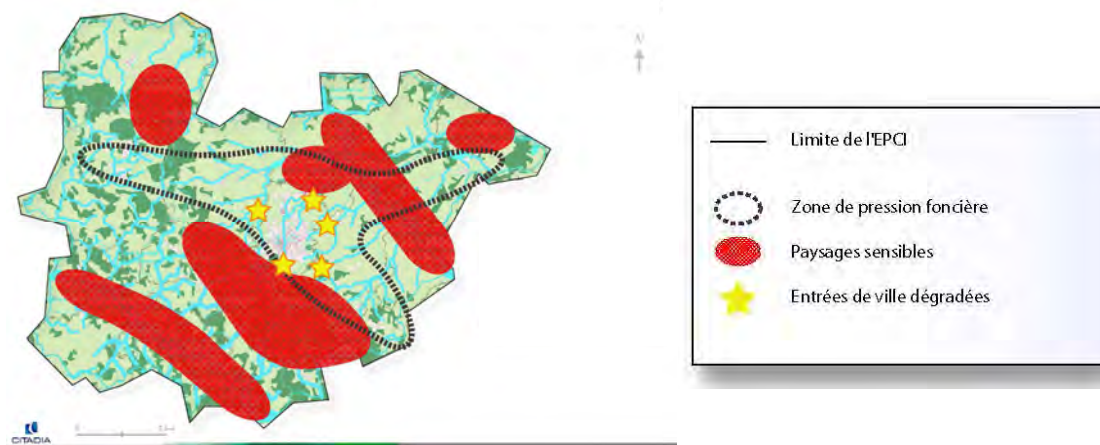 N
Limite de l'EPCI
Zone de pression foncière
Paysages sensibles
Entrées de ville dégradées
CITADIA